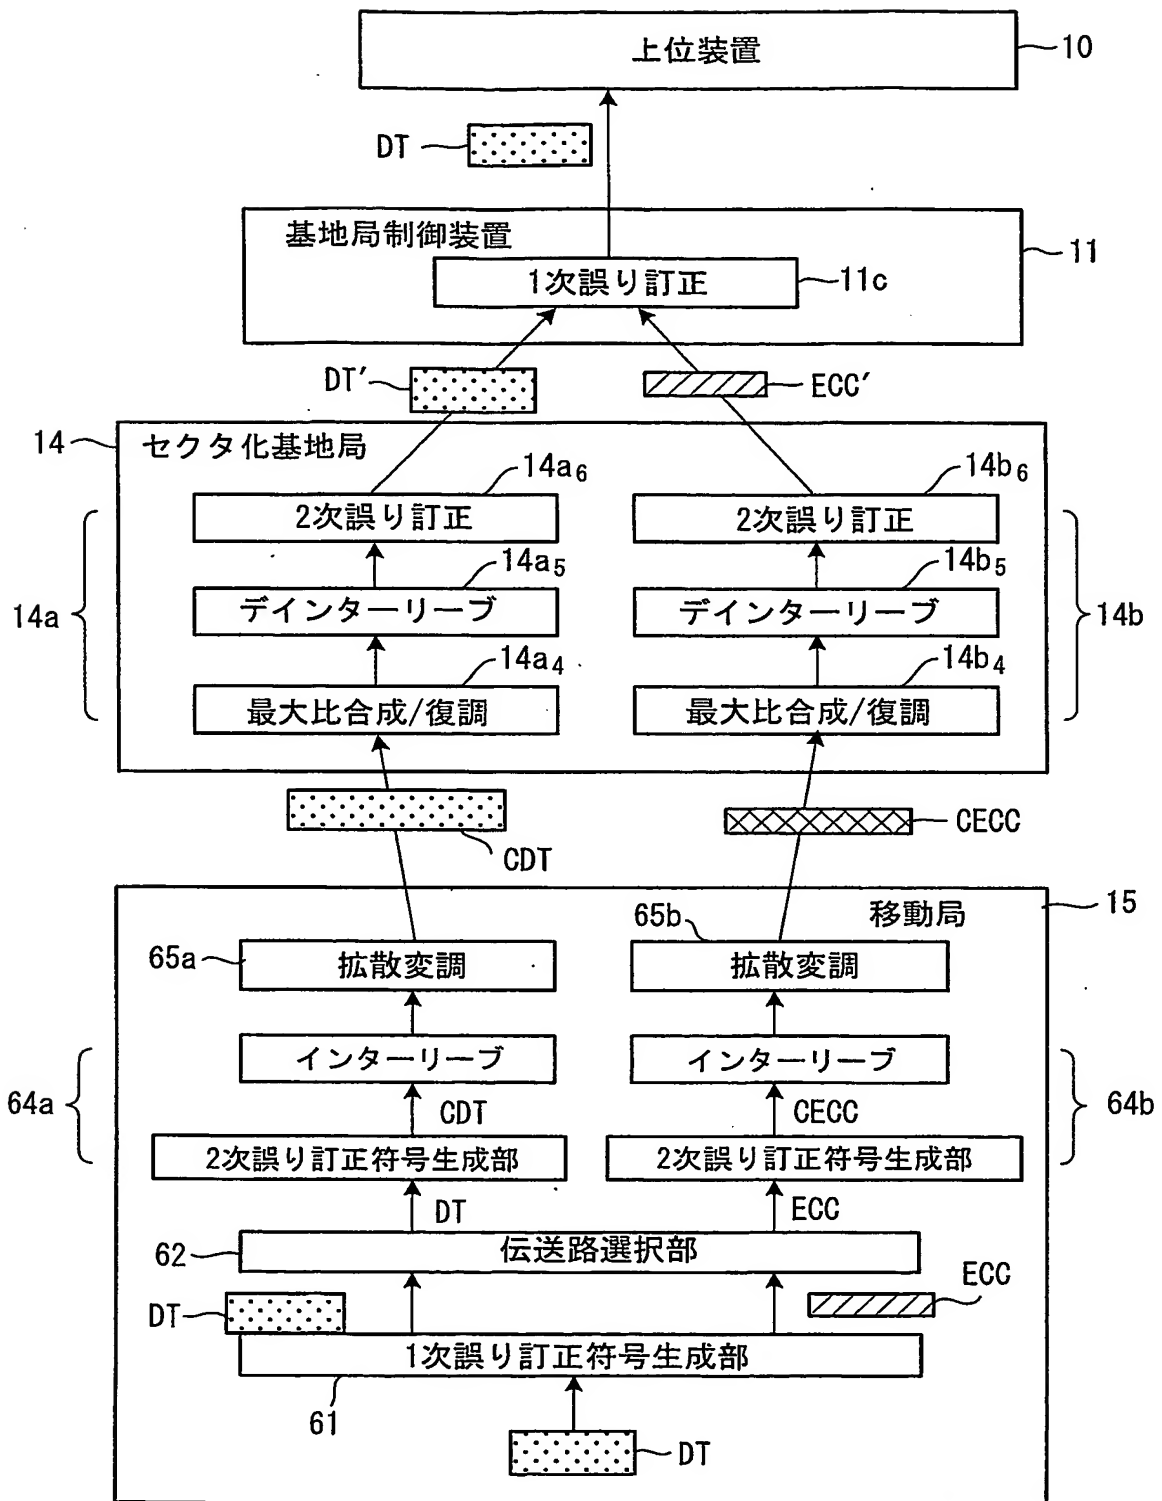 上位装置
10
DT
基地局制御装置
11
1次誤り訂正
11c
DT′
ECC′
14
セクタ化基地局
14a6
14b6
2次誤り訂正
2次誤り訂正
14a5
14b5
14a
デインターリーブ
デインターリーブ
14b
14a4
14b4
最大比合成/復調
最大比合成/復調
CDT
CECC
移動局
15
65a
拡散変調
65b
拡散変調
インターリーブ
インターリーブ
64a
CDT
CECC
64b
2次誤り訂正符号生成部
2次誤り訂正符号生成部
DT
ECC
62
伝送路選択部
DT
ECC
1次誤り訂正符号生成部
61
DT